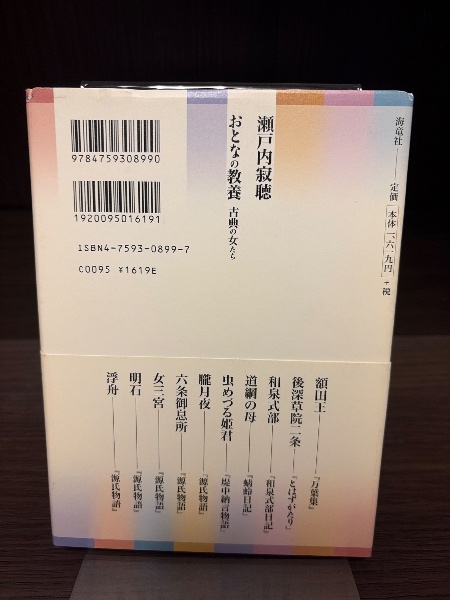 海竜社──定価 本体一、六一九円 +税
瀬戸内寂聴
おとなの教養 古典の女たち
9784759308990
1920095016191
ISBN4-7593-0899-7
C0095 ¥1619E
額田王──『万葉集』
後深草院二条──『とはずがたり』
和泉式部──『和泉式部日記』
道綱の母──『蜻蛉日記』
虫めづる姫君──『堤中納言物語』
朧月夜──『源氏物語』
六条御息所──『源氏物語』
女三宮──『源氏物語』
明石──『源氏物語』
浮舟──『源氏物語』